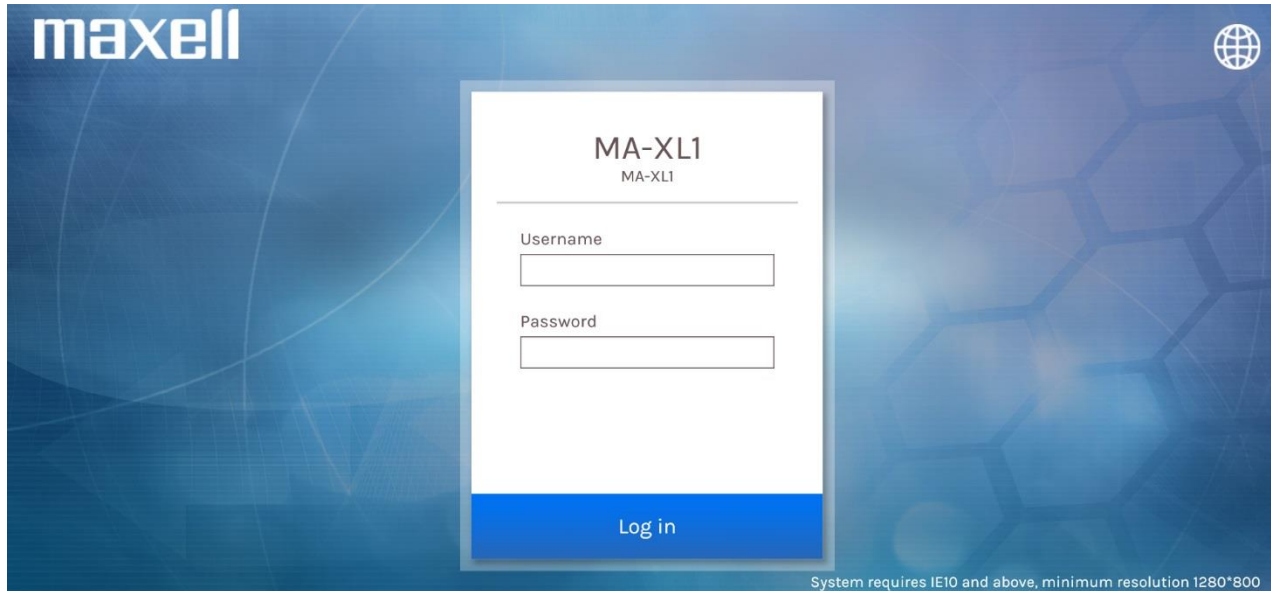 maxell
MA-XL1
MA-XL1
Username
Password
Log in
System requires IE10 and above, minimum resolution 1280*800